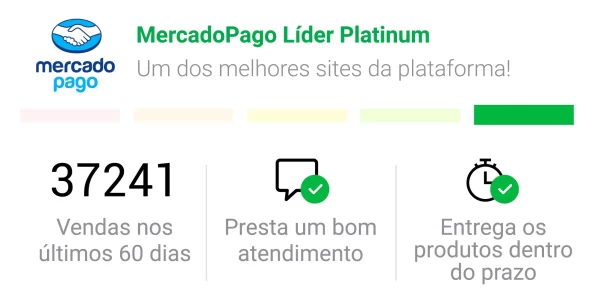 mercado
pago
MercadoPago Líder Platinum
Um dos melhores sites da plataforma!
37241
Vendas nos
últimos 60 dias
Presta um bom
atendimento
Entrega os
produtos dentro
do prazo